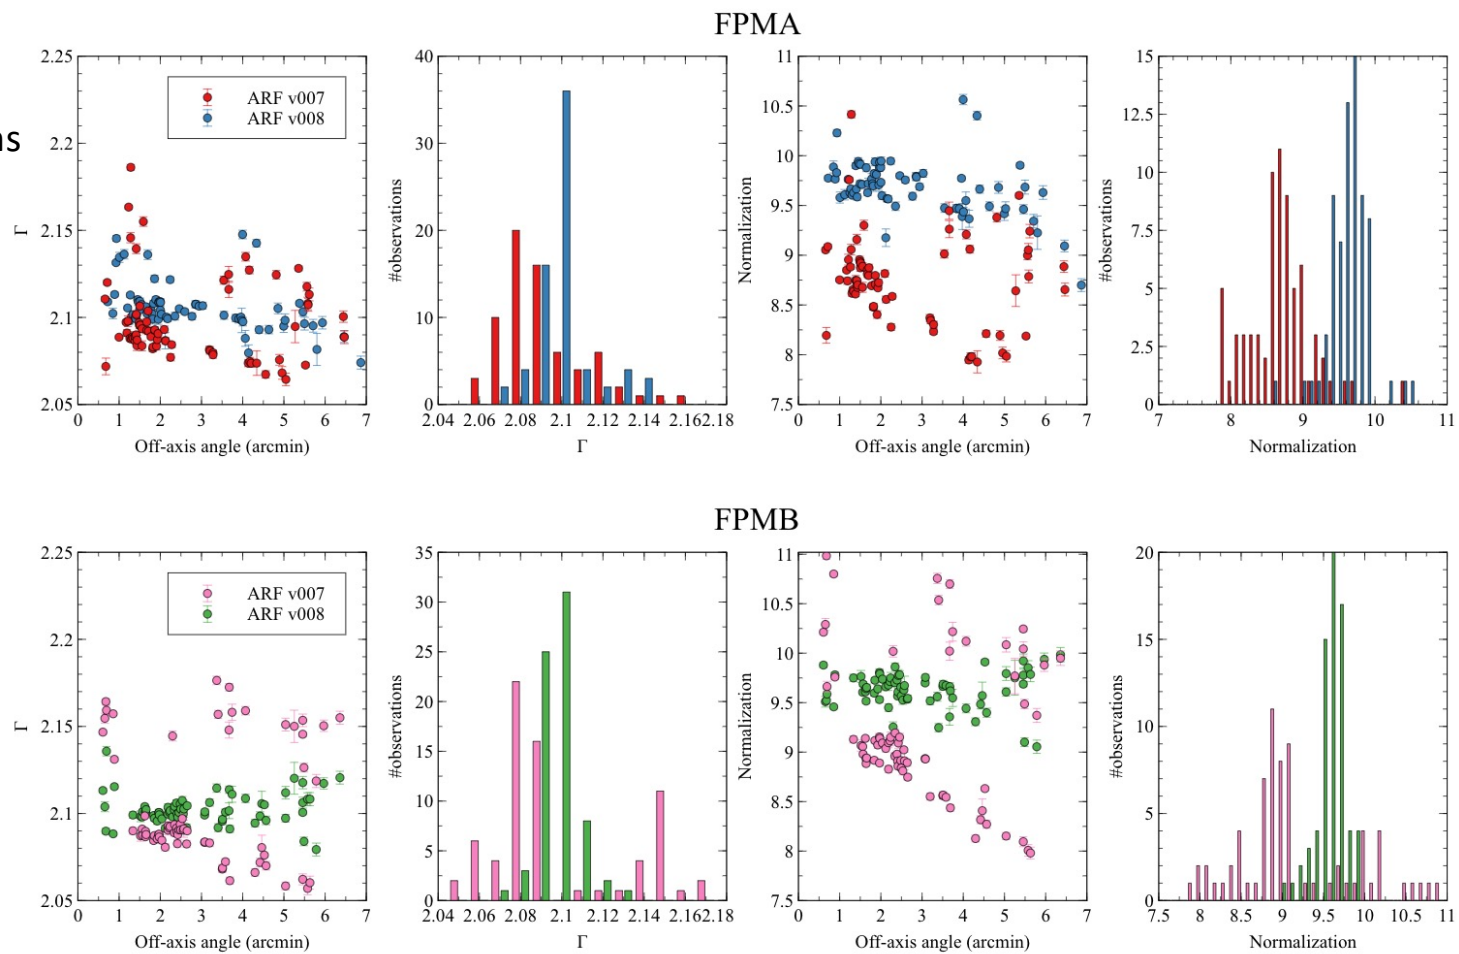 FPMA
ns
2.25
2.2
2.15
2.1
2.05
0 1 2 3 4 5 6 7
Γ
Off-axis angle (arcmin)
ARF v007
ARF v008
40
30
20
10
0
2.04 2.06 2.08 2.1 2.12 2.14 2.16 2.18
#observations
Γ
11
10.5
10
9.5
9
8.5
8
7.5
0 1 2 3 4 5 6 7
Normalization
Off-axis angle (arcmin)
15
12.5
10
7.5
5
2.5
0
7 8 9 10 11
#observations
Normalization
FPMB
2.25
2.2
2.15
2.1
2.05
0 1 2 3 4 5 6 7
Γ
Off-axis angle (arcmin)
ARF v007
ARF v008
35
30
25
20
15
10
5
0
2.04 2.06 2.08 2.1 2.12 2.14 2.16 2.18
#observations
Γ
11
10.5
10
9.5
9
8.5
8
7.5
0 1 2 3 4 5 6 7
Normalization
Off-axis angle (arcmin)
20
15
10
5
0
7.5 8 8.5 9 9.5 10 10.5 11
#observations
Normalization